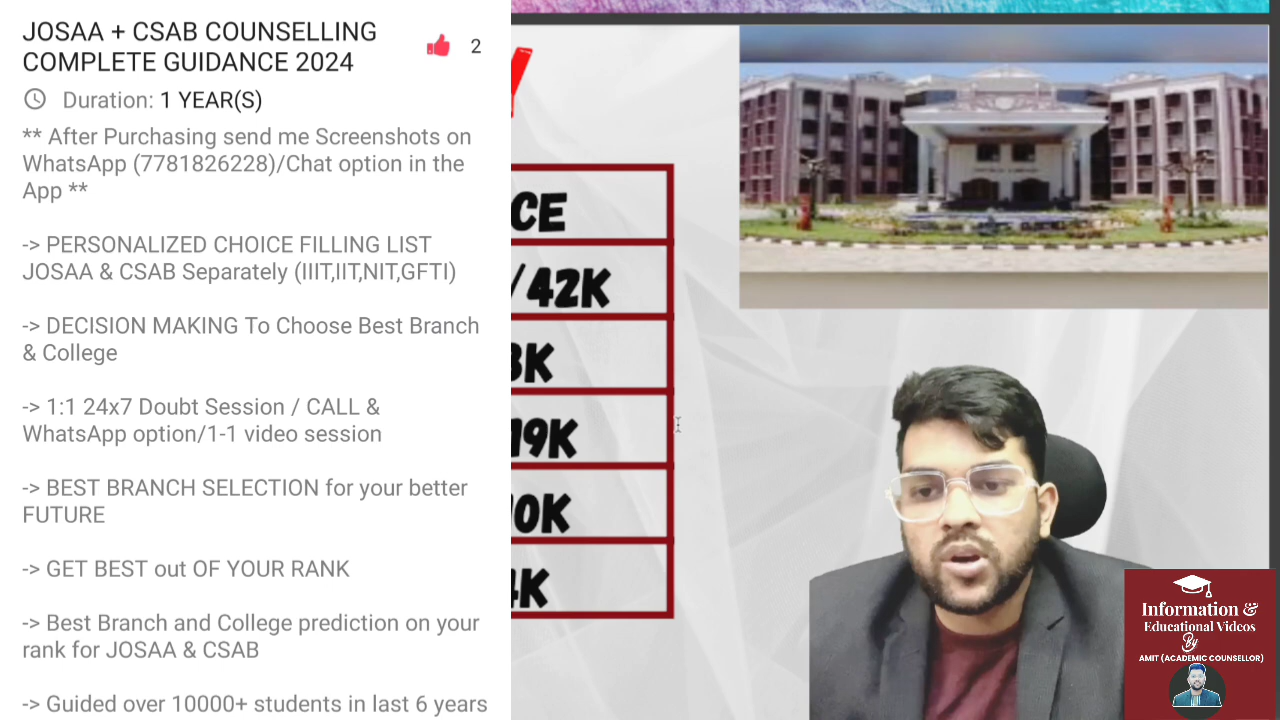 JOSAA + CSAB COUNSELLING
COMPLETE GUIDANCE 2024
2
Duration: 1 YEAR(S)
** After Purchasing send me Screenshots on
WhatsApp (7781826228)/Chat option in the
App **
-> PERSONALIZED CHOICE FILLING LIST
JOSAA & CSAB Separately (IIIT,IIT,NIT,GFTI)
-> DECISION MAKING To Choose Best Branch
& College
-> 1:1 24x7 Doubt Session / CALL &
WhatsApp option/1-1 video session
-> BEST BRANCH SELECTION for your better
FUTURE
-> GET BEST out OF YOUR RANK
-> Best Branch and College prediction on your
rank for JOSAA & CSAB
-> Guided over 10000+ students in last 6 years
CE
/42K
19K
Information &
Educational Videos
By
AMIT (ACADEMIC COUNSELLOR)